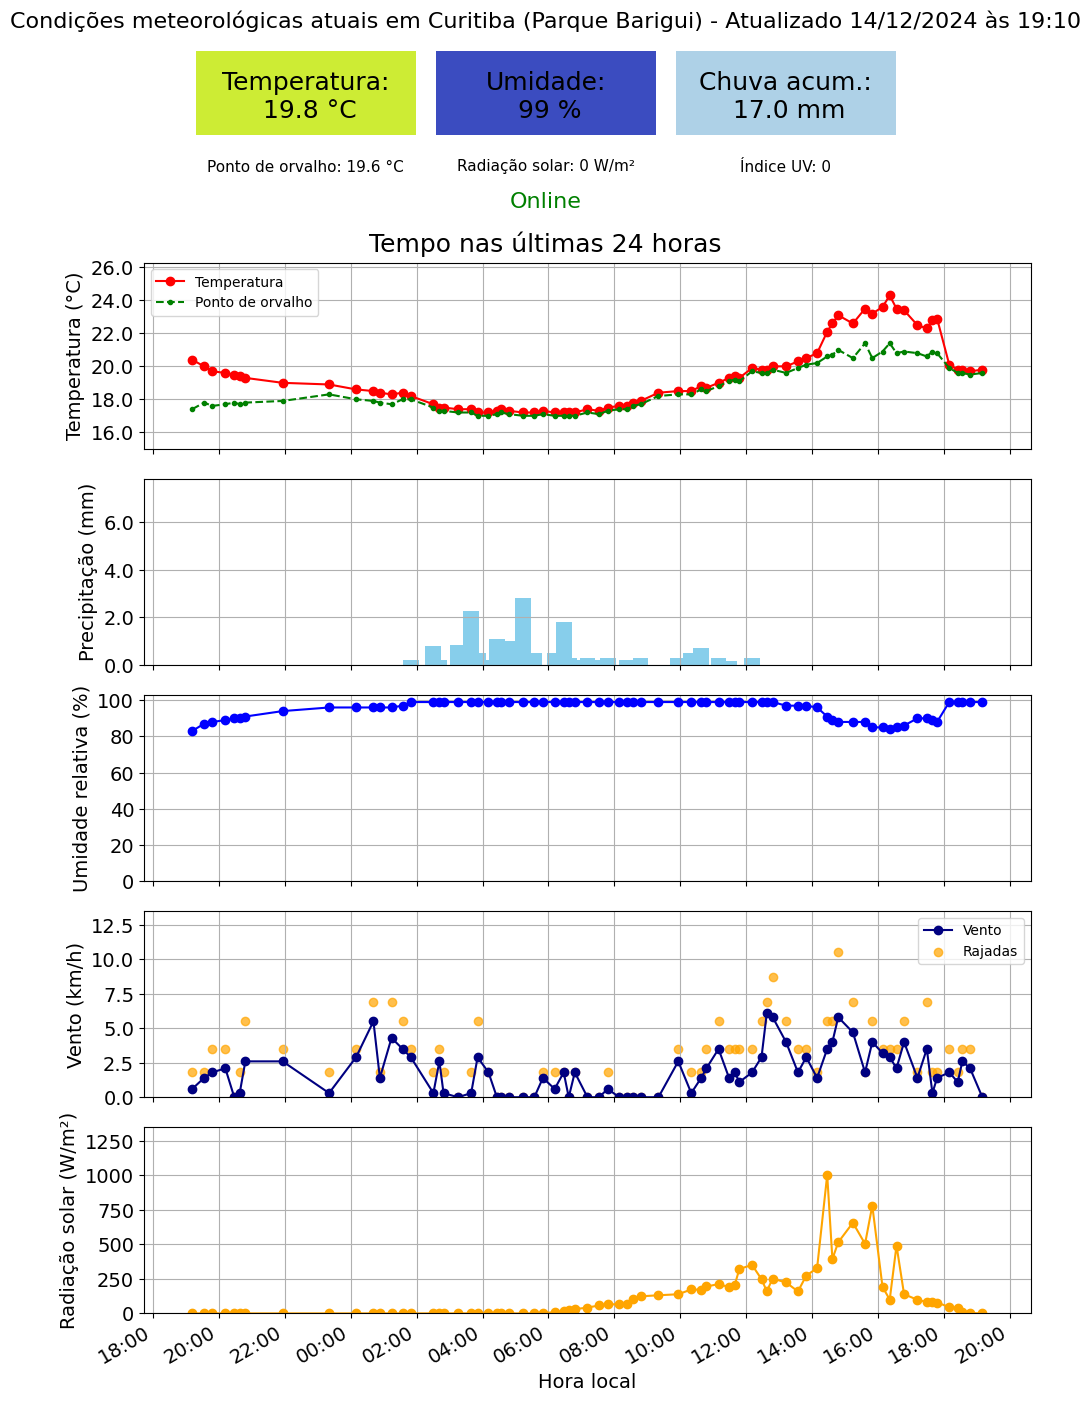 Condições meteorológicas atuais em Curitiba (Parque Barigui) - Atualizado 14/12/2024 às 19:10
Temperatura:
19.8 °C
Umidade:
99 %
Chuva acum.:
17.0 mm
Ponto de orvalho: 19.6 °C
Radiação solar: 0 W/m²
Índice UV: 0
Online
Tempo nas últimas 24 horas
Temperatura (°C)
26.0
24.0
22.0
20.0
18.0
16.0
Temperatura
Ponto de orvalho
Precipitação (mm)
6.0
4.0
2.0
0.0
Umidade relativa (%)
100
80
60
40
20
0
Vento (km/h)
12.5
10.0
7.5
5.0
2.5
0.0
Vento
Rajadas
Radiação solar (W/m²)
1250
1000
750
500
250
0
18:00
20:00
22:00
00:00
02:00
04:00
06:00
08:00
10:00
12:00
14:00
16:00
18:00
20:00
Hora local